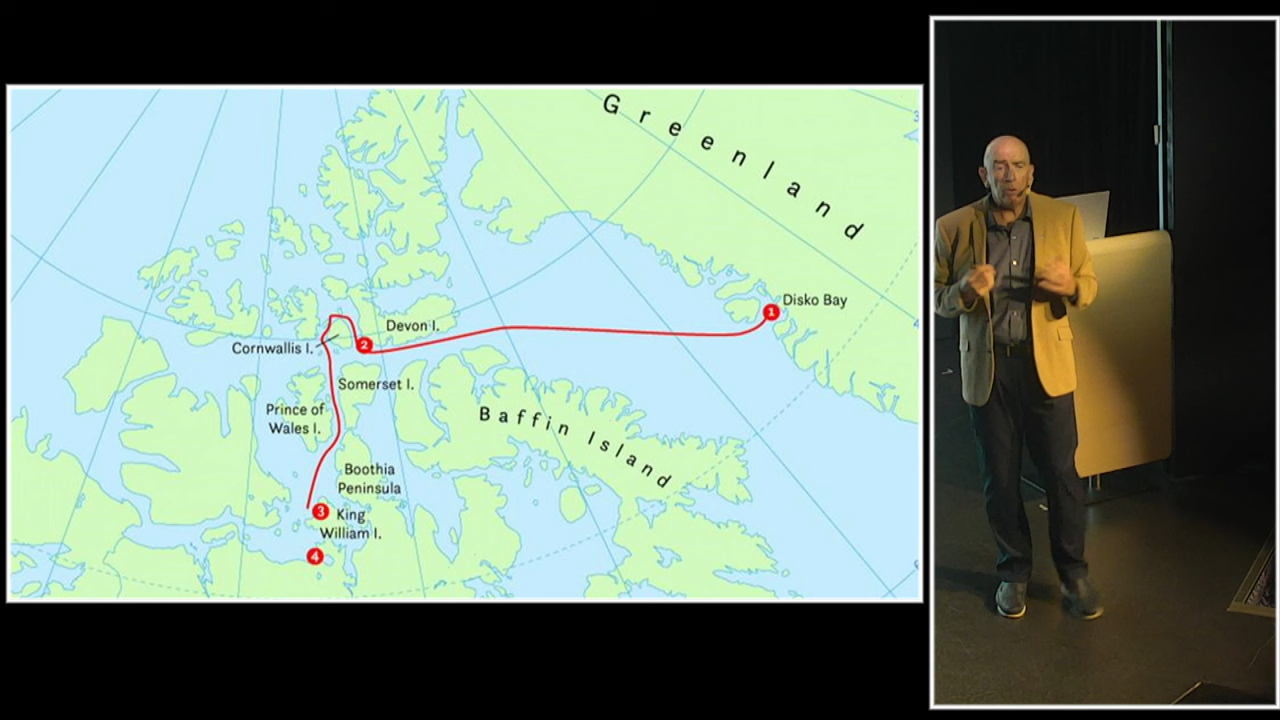 Greenland
Disko Bay
1
Devon I.
2
Cornwallis I.
Somerset I.
Prince of
Wales I.
Baffin Island
Boothia
Peninsula
3
King
William I.
4